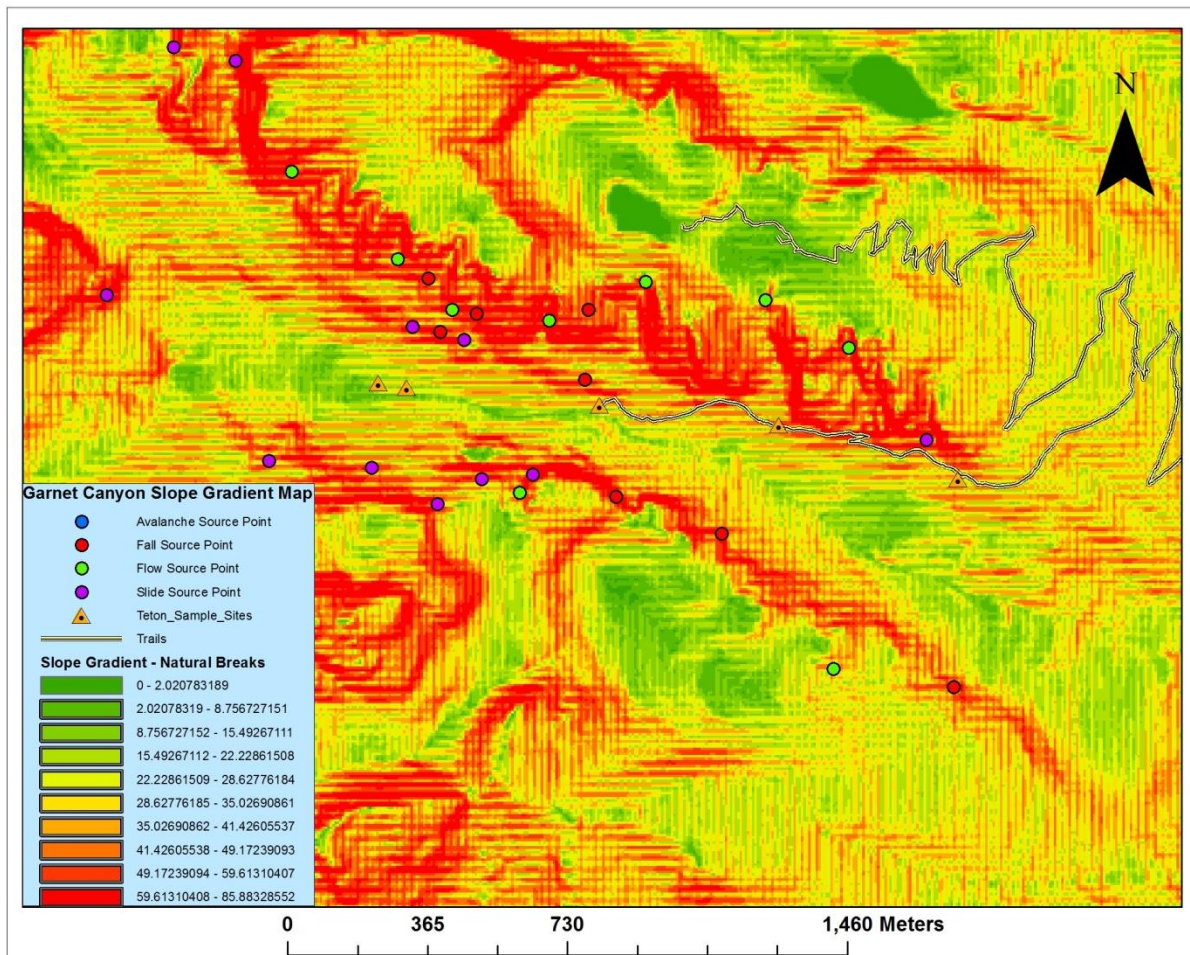 N
Garnet Canyon Slope Gradient Map
Avalanche Source Point
Fall Source Point
Flow Source Point
Slide Source Point
Teton_Sample_Sites
Trails
Slope Gradient - Natural Breaks
0 - 2.020783189
2.02078319 - 8.756727151
8.756727152 - 15.49267111
15.49267112 - 22.22861508
22.22861509 - 28.62776184
28.62776185 - 35.02690861
35.02690862 - 41.42605537
41.42605538 - 49.17239093
49.17239094 - 59.61310407
59.61310408 - 85.88328552
0 365 730 1,460 Meters